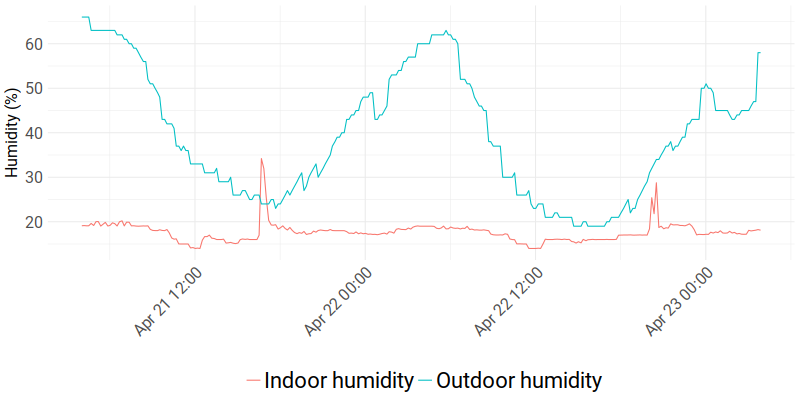 Humidity (%)
60
50
40
30
20
Apr 21 12:00
Apr 22 00:00
Apr 22 12:00
Apr 23 00:00
Indoor humidity
Outdoor humidity